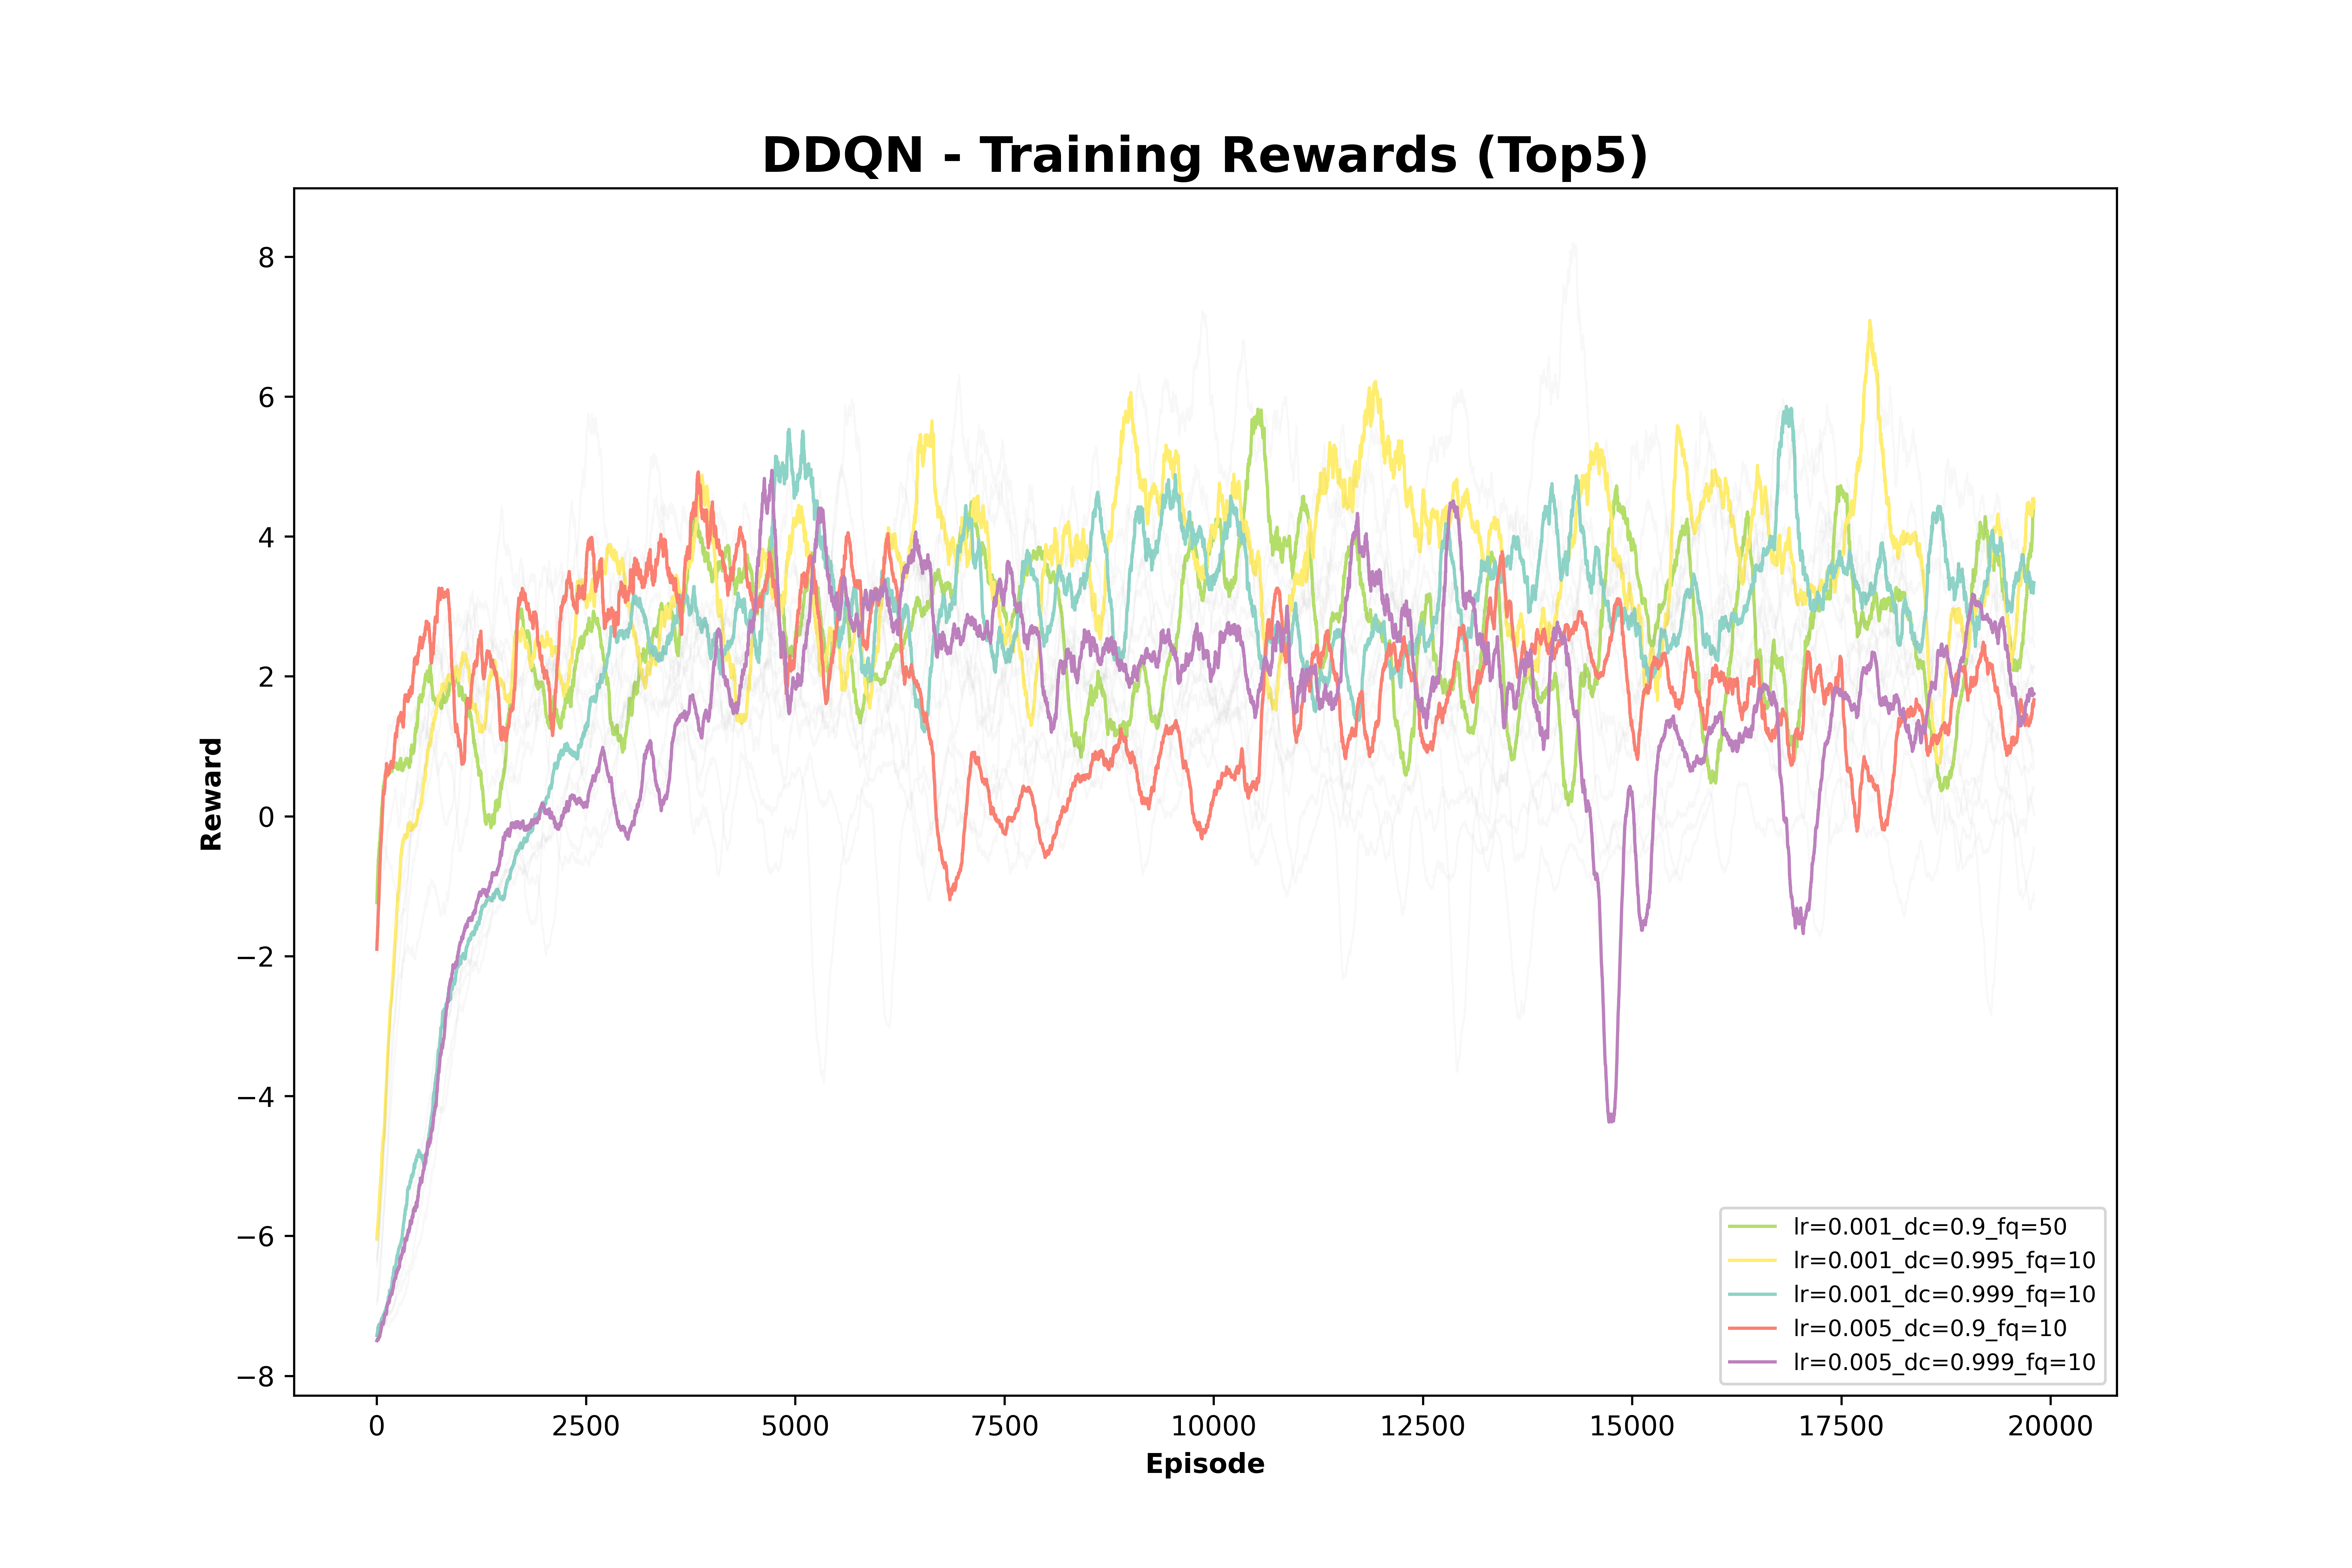 DDQN - Training Rewards (Top5)
8
6
4
2
0
−2
−4
−6
−8
Reward
0 2500 5000 7500 10000 12500 15000 17500 20000
Episode
lr=0.001_dc=0.9_fq=50
lr=0.001_dc=0.995_fq=10
lr=0.001_dc=0.999_fq=10
lr=0.005_dc=0.9_fq=10
lr=0.005_dc=0.999_fq=10